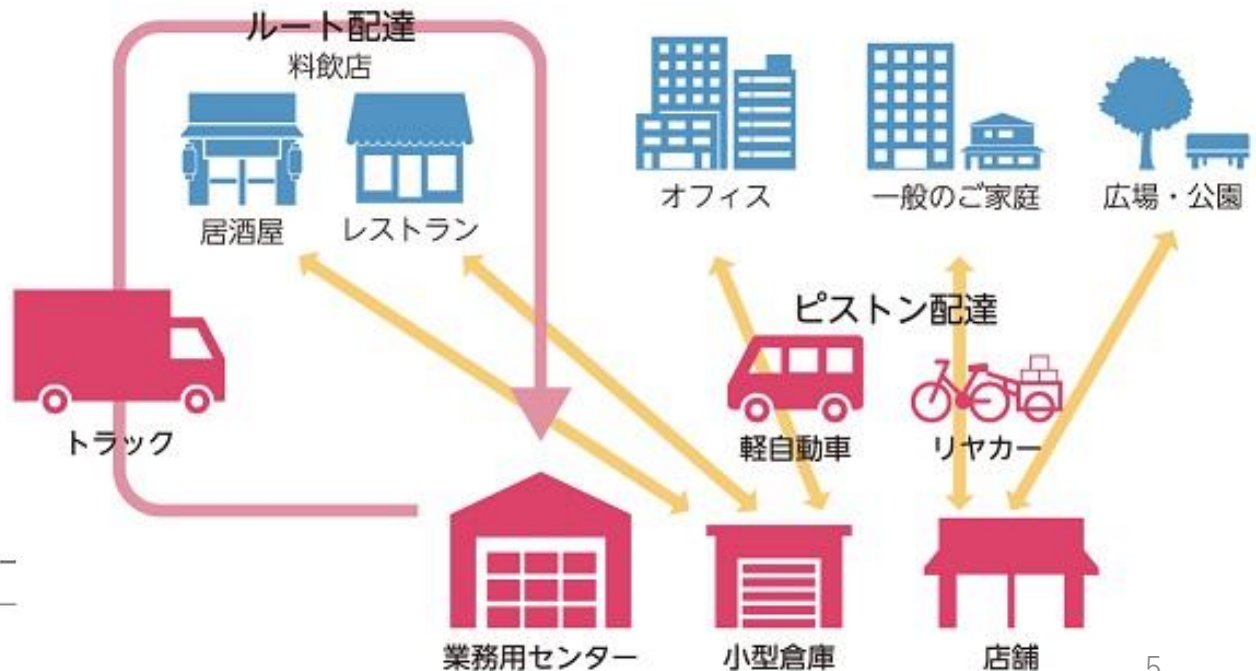 ルート配達
料飲店
居酒屋
レストラン
オフィス
一般のご家庭
広場・公園
ピストン配達
トラック
軽自動車
リヤカー
業務用センター
小型倉庫
店舗
5